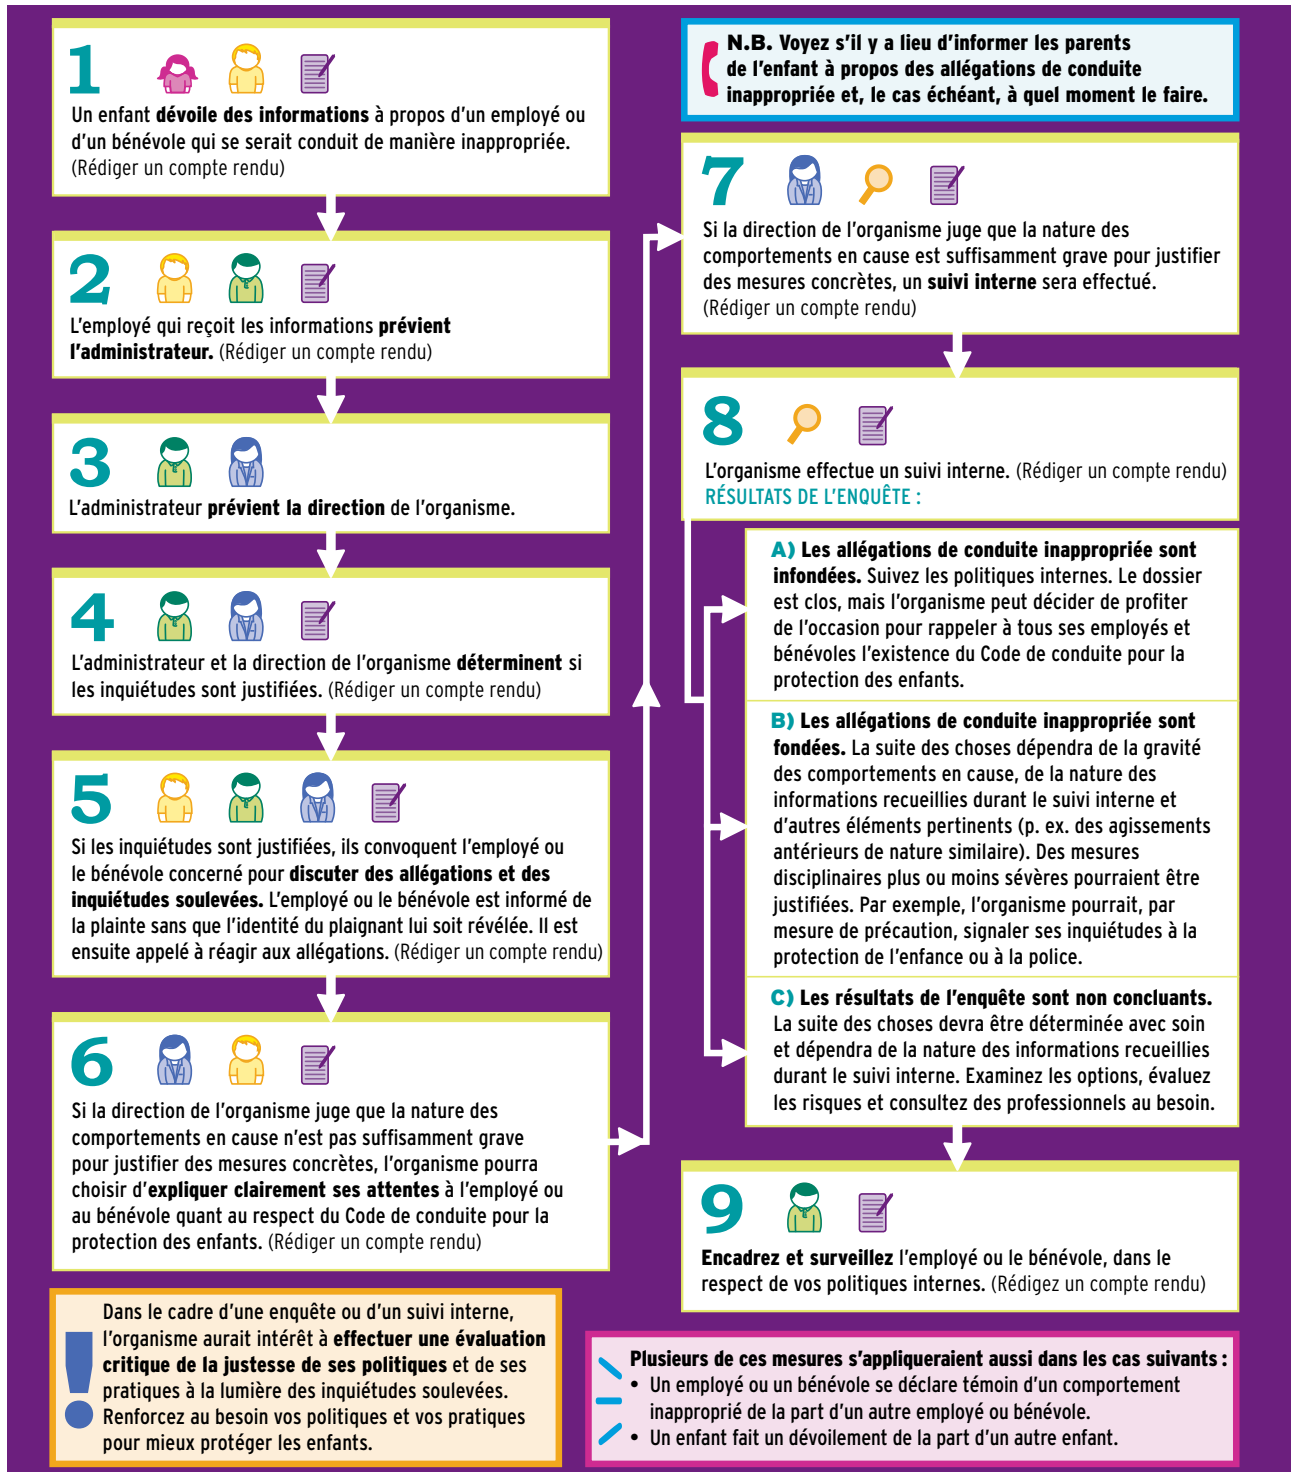 1
Un enfant dévoile des informations à propos d'un employé ou
d'un bénévole qui se serait conduit de manière inappropriée.
(Rédiger un compte rendu)
2
L'employé qui reçoit les informations prévient
l'administrateur. (Rédiger un compte rendu)
3
L'administrateur prévient la direction de l'organisme.
4
L'administrateur et la direction de l'organisme déterminent si
les inquiétudes sont justifiées. (Rédiger un compte rendu)
5
Si les inquiétudes sont justifiées, ils convoquent l'employé ou
le bénévole concerné pour discuter des allégations et des
inquiétudes soulevées. L'employé ou le bénévole est informé de
la plainte sans que l'identité du plaignant lui soit révélée. Il est
ensuite appelé à réagir aux allégations. (Rédiger un compte rendu)
6
Si la direction de l'organisme juge que la nature des
comportements en cause n'est pas suffisamment grave
pour justifier des mesures concrètes, l'organisme pourra
choisir d'expliquer clairement ses attentes à l'employé ou
au bénévole quant au respect du Code de conduite pour la
protection des enfants. (Rédiger un compte rendu)
Dans le cadre d'une enquête ou d'un suivi interne,
l'organisme aurait intérêt à effectuer une évaluation
critique de la justesse de ses politiques et de ses
pratiques à la lumière des inquiétudes soulevées.
Renforcez au besoin vos politiques et vos pratiques
pour mieux protéger les enfants.
N.B. Voyez s'il y a lieu d'informer les parents
de l'enfant à propos des allégations de conduite
inappropriée et, le cas échéant, à quel moment le faire.
7
Si la direction de l'organisme juge que la nature des
comportements en cause est suffisamment grave pour justifier
des mesures concrètes, un suivi interne sera effectué.
(Rédiger un compte rendu)
8
L'organisme effectue un suivi interne. (Rédiger un compte rendu)
RÉSULTATS DE L'ENQUÊTE :
A) Les allégations de conduite inappropriée sont
infondées. Suivez les politiques internes. Le dossier
est clos, mais l'organisme peut décider de profiter
de l'occasion pour rappeler à tous ses employés et
bénévoles l'existence du Code de conduite pour la
protection des enfants.
B) Les allégations de conduite inappropriée sont
fondées. La suite des choses dépendra de la gravité
des comportements en cause, de la nature des
informations recueillies durant le suivi interne et
d'autres éléments pertinents (p. ex. des agissements
antérieurs de nature similaire). Des mesures
disciplinaires plus ou moins sévères pourraient être
justifiées. Par exemple, l'organisme pourrait, par
mesure de précaution, signaler ses inquiétudes à la
protection de l'enfance ou à la police.
C) Les résultats de l'enquête sont non concluants.
La suite des choses devra être déterminée avec soin
et dépendra de la nature des informations recueillies
durant le suivi interne. Examinez les options, évaluez
les risques et consultez des professionnels au besoin.
9
Encadrez et surveillez l'employé ou le bénévole, dans le
respect de vos politiques internes. (Rédigez un compte rendu)
Plusieurs de ces mesures s'appliqueraient aussi dans les cas suivants :
• Un employé ou un bénévole se déclare témoin d'un comportement
inapproprié de la part d'un autre employé ou bénévole.
• Un enfant fait un dévoilement de la part d'un autre enfant.